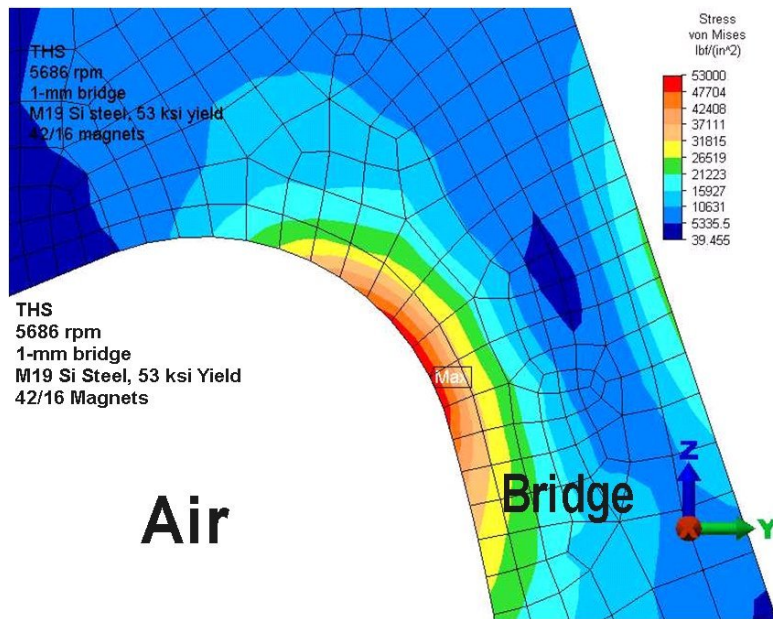 THS
5686 rpm
1-mm bridge
M19 Si steel, 53 ksi yield
42/16 magnets
Stress
von Mises
lbf/(in^2)
53000
47704
42408
37111
31815
26519
21223
15927
10631
5335.5
39.455
THS
5686 rpm
1-mm bridge
M19 Si Steel, 53 ksi Yield
42/16 Magnets
Max
Air
Bridge
Z
Y